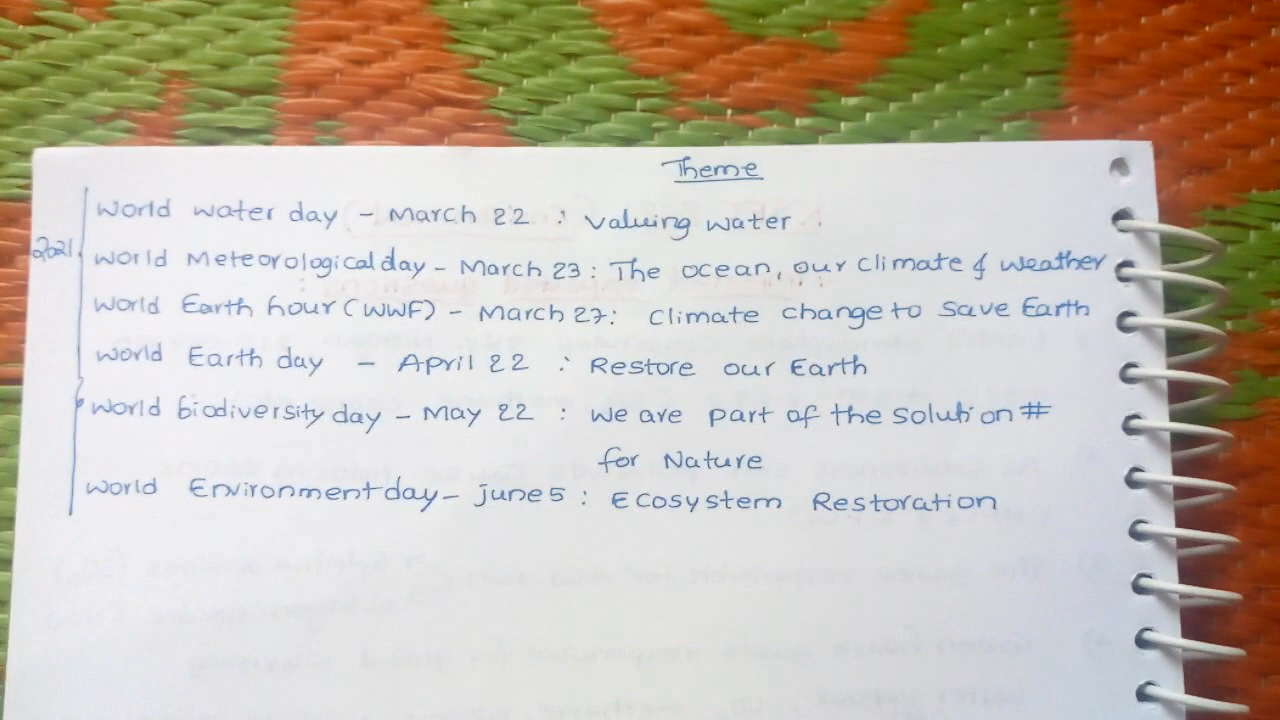 Theme
World water day - March 22 : Valuing water.
2021
World Meteorological day - March 23 : The ocean, our climate & weather
World Earth hour (WWF) - March 27: Climate change to save Earth
World Earth day - April 22 : Restore our Earth
World biodiversity day - May 22 : We are part of the solution #
for Nature
World Environment day - june 5 : Ecosystem Restoration